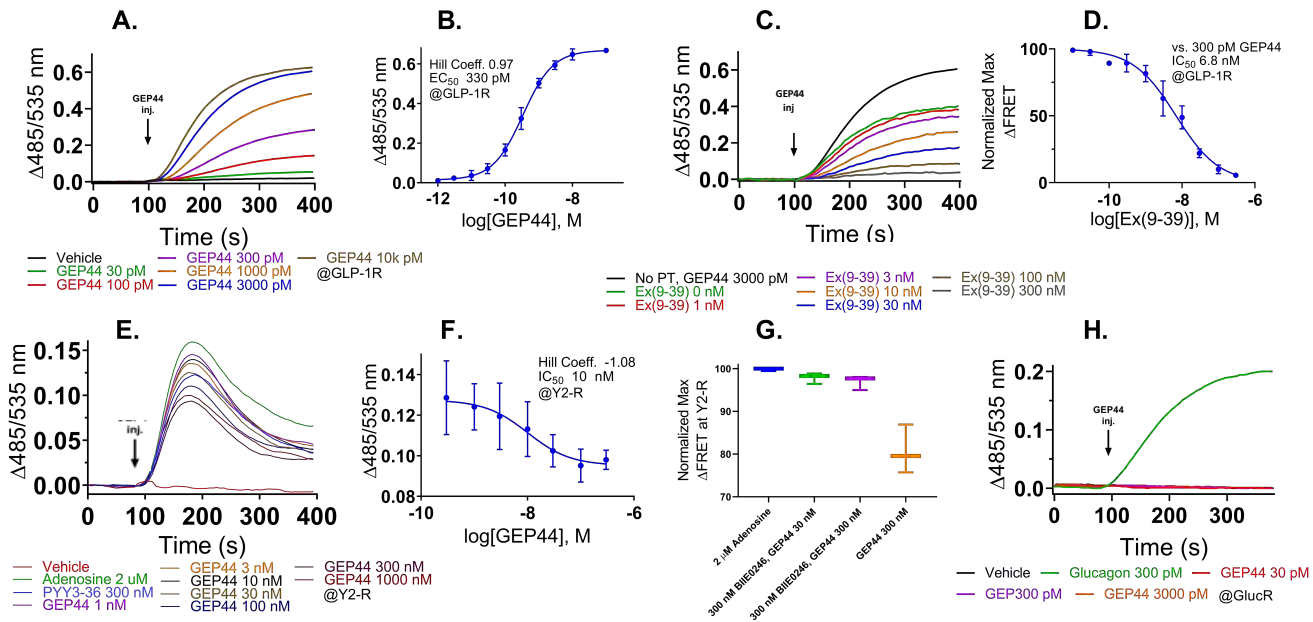 A.
Δ485/535 nm
0.6
0.4
0.2
0.0
GEP44
inj.
0 100 200 300 400
Time (s)
Vehicle
GEP44 30 pM
GEP44 100 pM
GEP44 300 pM
GEP44 1000 pM
GEP44 3000 pM
GEP44 10k pM
@GLP-1R
B.
Δ485/535 nm
0.6
0.4
0.2
0.0
Hill Coeff. 0.97
EC50 330 pM
@GLP-1R
-12 -10 -8
log[GEP44], M
C.
Δ485/535 nm
0.6
0.4
0.2
0.0
GEP44
inj
0 100 200 300 400
Time (s)
No PT, GEP44 3000 pM
Ex(9-39) 0 nM
Ex(9-39) 1 nM
Ex(9-39) 3 nM
Ex(9-39) 10 nM
Ex(9-39) 30 nM
Ex(9-39) 100 nM
Ex(9-39) 300 nM
D.
Normalized Max
ΔFRET
100
50
0
vs. 300 pM GEP44
IC50 6.8 nM
@GLP-1R
-10 -8
log[Ex(9-39)], M
E.
Δ485/535 nm
0.15
0.10
0.05
0.00
inj.
0 100 200 300 400
Time (s)
Vehicle
Adenosine 2 uM
PYY3-36 300 nM
GEP44 1 nM
GEP44 3 nM
GEP44 10 nM
GEP44 30 nM
GEP44 100 nM
GEP44 300 nM
GEP44 1000 nM
@Y2-R
F.
Δ485/535 nm
0.14
0.12
0.10
0.08
Hill Coeff. -1.08
IC50 10 nM
@Y2-R
-10 -8 -6
log[GEP44], M
G.
Normalized Max
ΔFRET at Y2-R
100
90
80
70
2 μM Adenosine
300 nM BIIE0246, GEP44 30 nM
300 nM BIIE0246, GEP44 300 nM
GEP44 300 nM
H.
Δ485/535 nm
0.2
0.1
0.0
GEP44
inj.
0 100 200 300
Time (s)
Vehicle
Glucagon 300 pM
GEP44 30 pM
GEP300 pM
GEP44 3000 pM
@GlucR